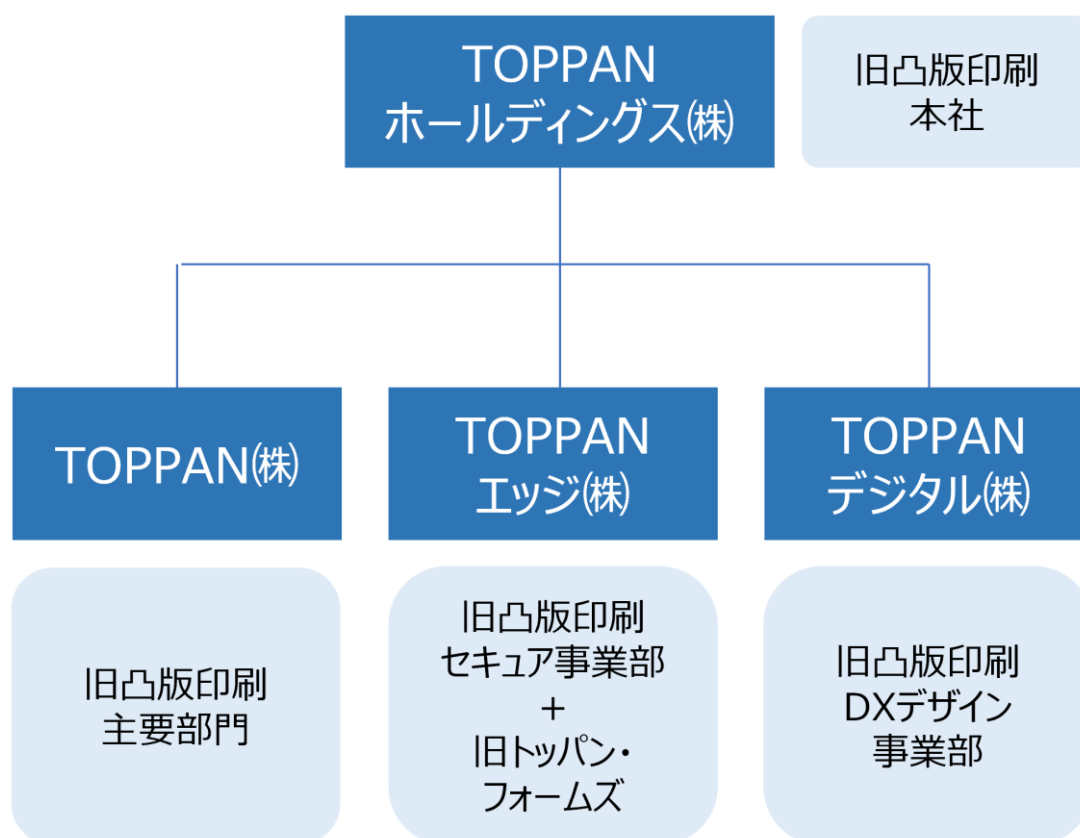 TOPPAN
ホールディングス㈱
旧凸版印刷
本社
TOPPAN㈱
TOPPAN
エッジ㈱
TOPPAN
デジタル㈱
旧凸版印刷
主要部門
旧凸版印刷
セキュア事業部
+
旧トッパン・
フォームズ
旧凸版印刷
DXデザイン
事業部